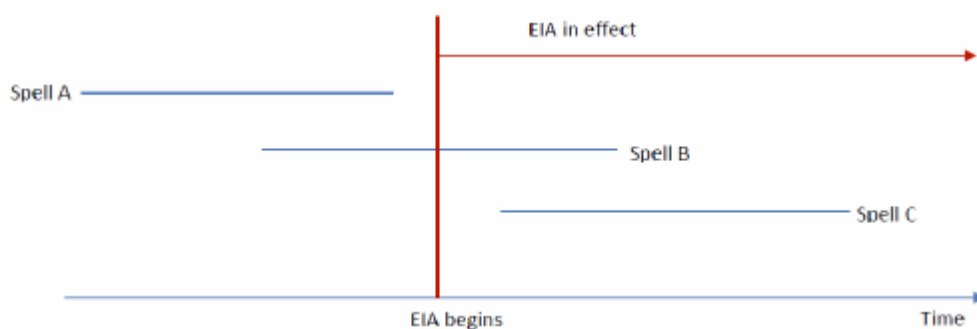 EIA in effect
Spell A
Spell B
Spell C
EIA begins
Time